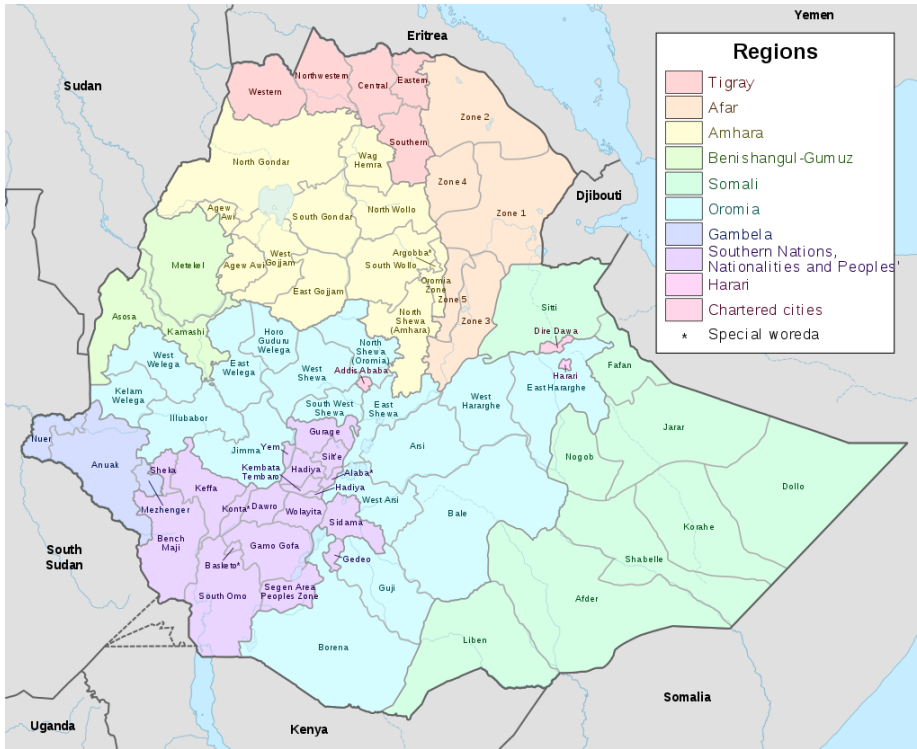 Yemen
Eritrea
Sudan
Djibouti
South
Sudan
Uganda
Kenya
Somalia
Regions
Tigray
Afar
Amhara
Benishangul-Gumuz
Somali
Oromia
Gambela
Southern Nations,
Nationalities and Peoples'
Harari
Chartered cities
* Special woreda
Western
Northwestern
Central
Eastern
Southern
Zone 2
Zone 4
Zone 1
Zone 5
Zone 3
North Gondar
Wag
Hemra
Agew
Awi
South Gondar
North Wollo
Agew Awi
West
Gojjam
Argobba*
South Wollo
Oromia
Zone
East Gojjam
North
Shewa
(Amhara)
Metekel
Asosa
Kamashi
Sitti
Dire Dawa
Harari
East Hararghe
Fafan
Jarar
Nogob
Dollo
Korahe
Shabelle
Afder
Liben
West
Welega
Kelam
Welega
Horo
Guduru
Welega
East
Welega
West
Shewa
North
Shewa
(Oromia)
Addis Ababa
South West
Shewa
East
Shewa
West
Hararghe
Illubabor
Jimma
Arsi
West Arsi
Bale
Guji
Borena
Nuer
Anuak
Mezhenger
Sheka
Keffa
Bench
Maji
Yem
Gurage
Silt'e
Hadiya
Kembata
Tembaro
Alaba*
Hadiya
Konta*
Dawro
Wolayita
Sidama
Gamo Gofa
Basketo*
Gedeo
South Omo
Segen Area
Peoples Zone